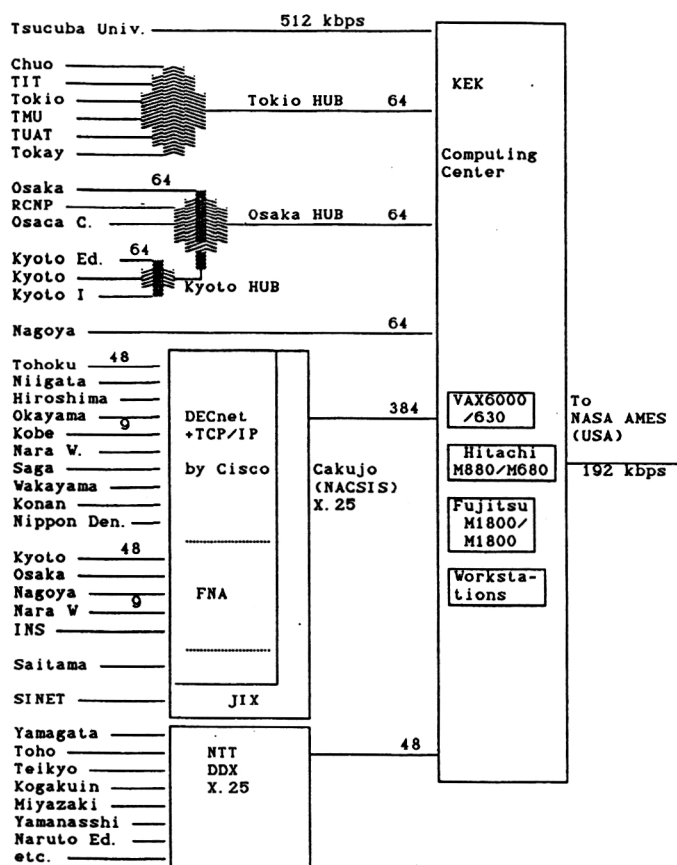 Tsucuba Univ. 512 kbps
Chuo
TIT
Tokio
TMU
TUAT
Tokay
Tokio HUB 64
KEK
Computing
Center
Osaka 64
RCNP
Osaca C.
Osaka HUB 64
Kyoto Ed. 64
Kyoto
Kyoto I
Kyoto HUB
Nagoya 64
Tohoku 48
Niigata
Hiroshima
Okayama
Kobe 9
Nara W.
Saga
Wakayama
Konan
Nippon Den.
DECnet
+TCP/IP
by Cisco
Kyoto 48
Osaka
Nagoya
Nara W 9
INS
FNA
Saitama
SINET
JIX
Cakujo
(NACSIS)
X.25
384
VAX6000
/630
Hitachi
M880/M680
Fujitsu
M1800/
M1800
Worksta-
tions
To
NASA AMES
(USA)
192 kbps
Yamagata
Toho
Teikyo
Kogakuin
Miyazaki
Yamanasshi
Naruto Ed.
etc.
NTT
DDX
X.25
48